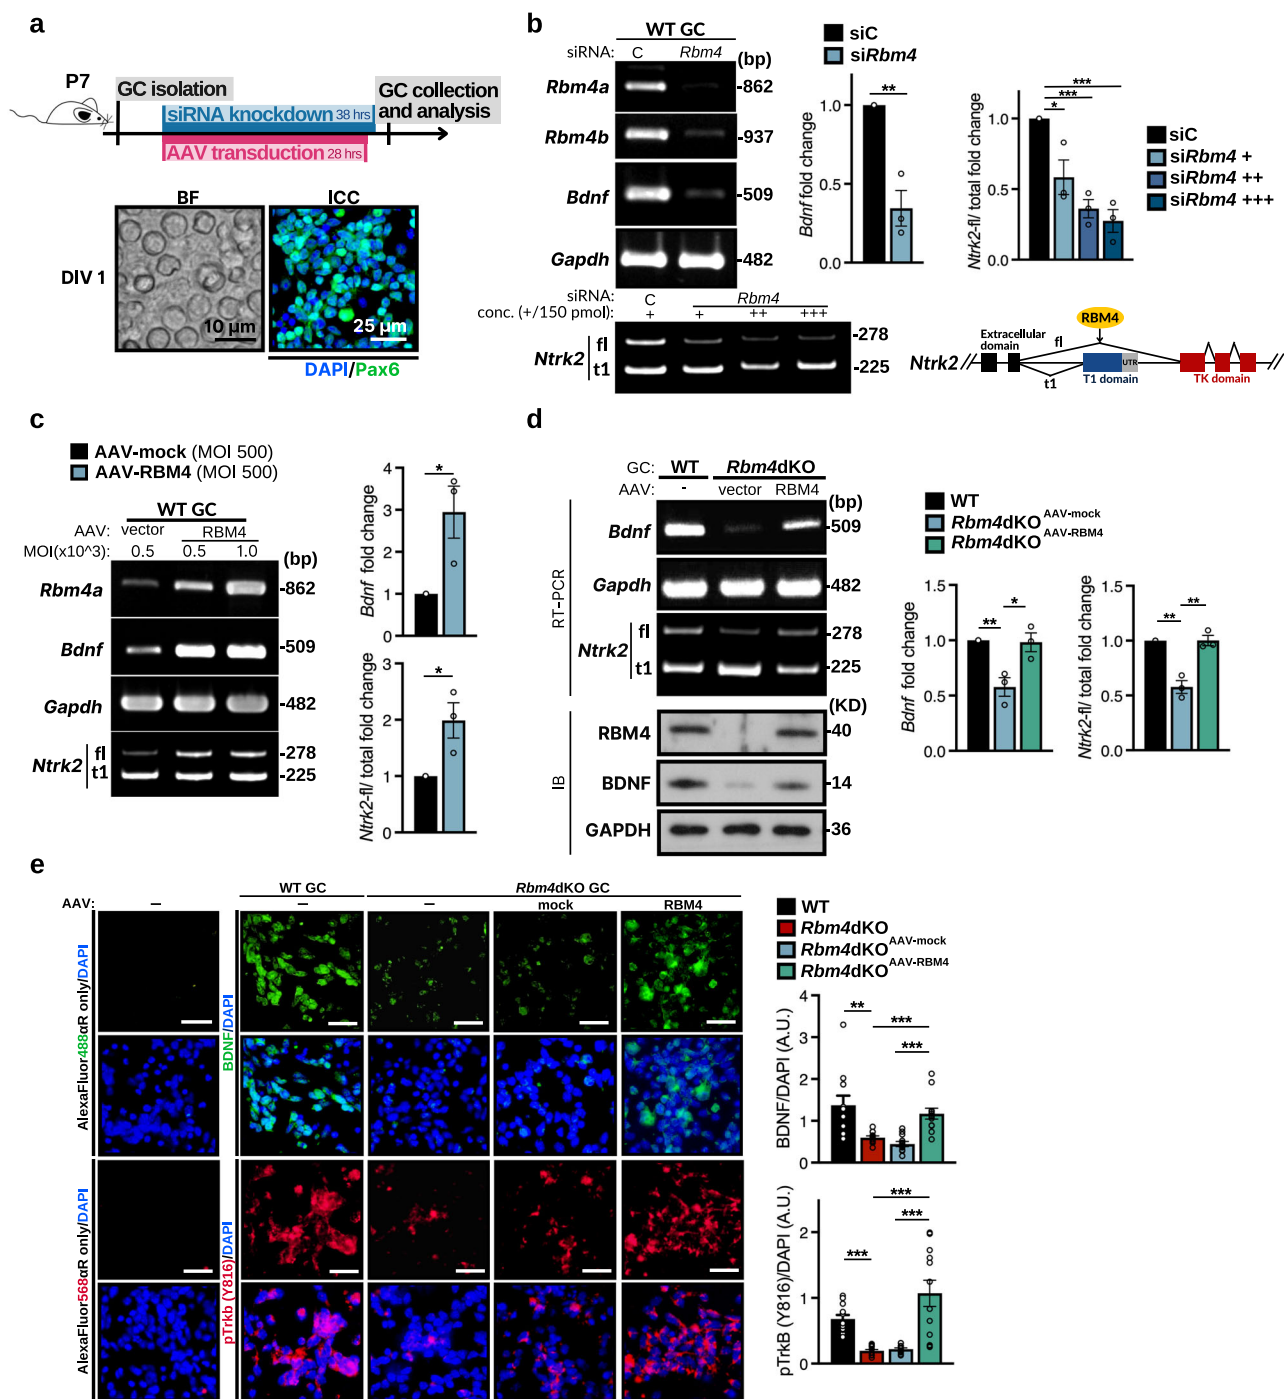 a
P7
GC isolation
siRNA knockdown 38 hrs
AAV transduction 28 hrs
GC collection
and analysis
BF
ICC
DIV 1
10 µm
25 µm
DAPI/Pax6
b
WT GC
siRNA: C Rbm4
(bp)
Rbm4a
-862
Rbm4b
-937
Bdnf
-509
Gapdh
-482
siRNA: C Rbm4
conc. (+/150 pmol) + + ++ +++
Ntrk2
fl
-278
t1
-225
siC
siRbm4
**
Bdnf fold change
1.0
0.5
0.0
***
***
*
Ntrk2-fl/ total fold change
1.0
0.5
0.0
siC
siRbm4 +
siRbm4 ++
siRbm4 +++
RBM4
Extracellular
domain
fl
Ntrk2
UTR
t1
T1 domain
TK domain
c
AAV-mock (MOI 500)
AAV-RBM4 (MOI 500)
WT GC
AAV: vector RBM4
MOI(x10^3): 0.5 0.5 1.0
(bp)
Rbm4a
-862
Bdnf
-509
Gapdh
-482
Ntrk2
fl
-278
t1
-225
*
Bdnf fold change
4
3
2
1
0
*
Ntrk2-fl/ total fold change
2
1
0
d
GC: WT Rbm4dKO
AAV: - vector RBM4
(bp)
RT-PCR
Bdnf
-509
Gapdh
-482
Ntrk2
fl
-278
t1
-225
(KD)
IB
RBM4
-40
BDNF
-14
GAPDH
-36
WT
Rbm4dKO AAV-mock
Rbm4dKO AAV-RBM4
** *
Bdnf fold change
1.5
1.0
0.5
0.0
** **
Ntrk2-fl/ total fold change
1.5
1.0
0.5
0.0
e
WT GC
Rbm4dKO GC
AAV: – – – mock RBM4
AlexaFluor488αR only/DAPI
BDNF/DAPI
AlexaFluor568αR only/DAPI
pTrkb (Y816)/DAPI
WT
Rbm4dKO
Rbm4dKO AAV-mock
Rbm4dKO AAV-RBM4
**
***
***
BDNF/DAPI (A.U.)
4
3
2
1
0
***
***
***
pTrkB (Y816)/DAPI (A.U.)
2
1
0